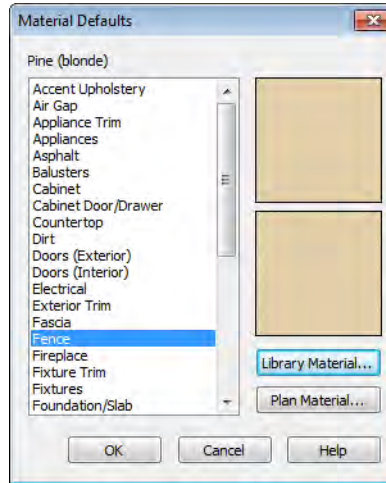 Material Defaults
Pine (blonde)
Accent Upholstery
Air Gap
Appliance Trim
Appliances
Asphalt
Balusters
Cabinet
Cabinet Door/Drawer
Countertop
Dirt
Doors (Exterior)
Doors (Interior)
Electrical
Exterior Trim
Fascia
Fence
Fireplace
Fixture Trim
Fixtures
Foundation/Slab
Library Material...
Plan Material...
OK
Cancel
Help